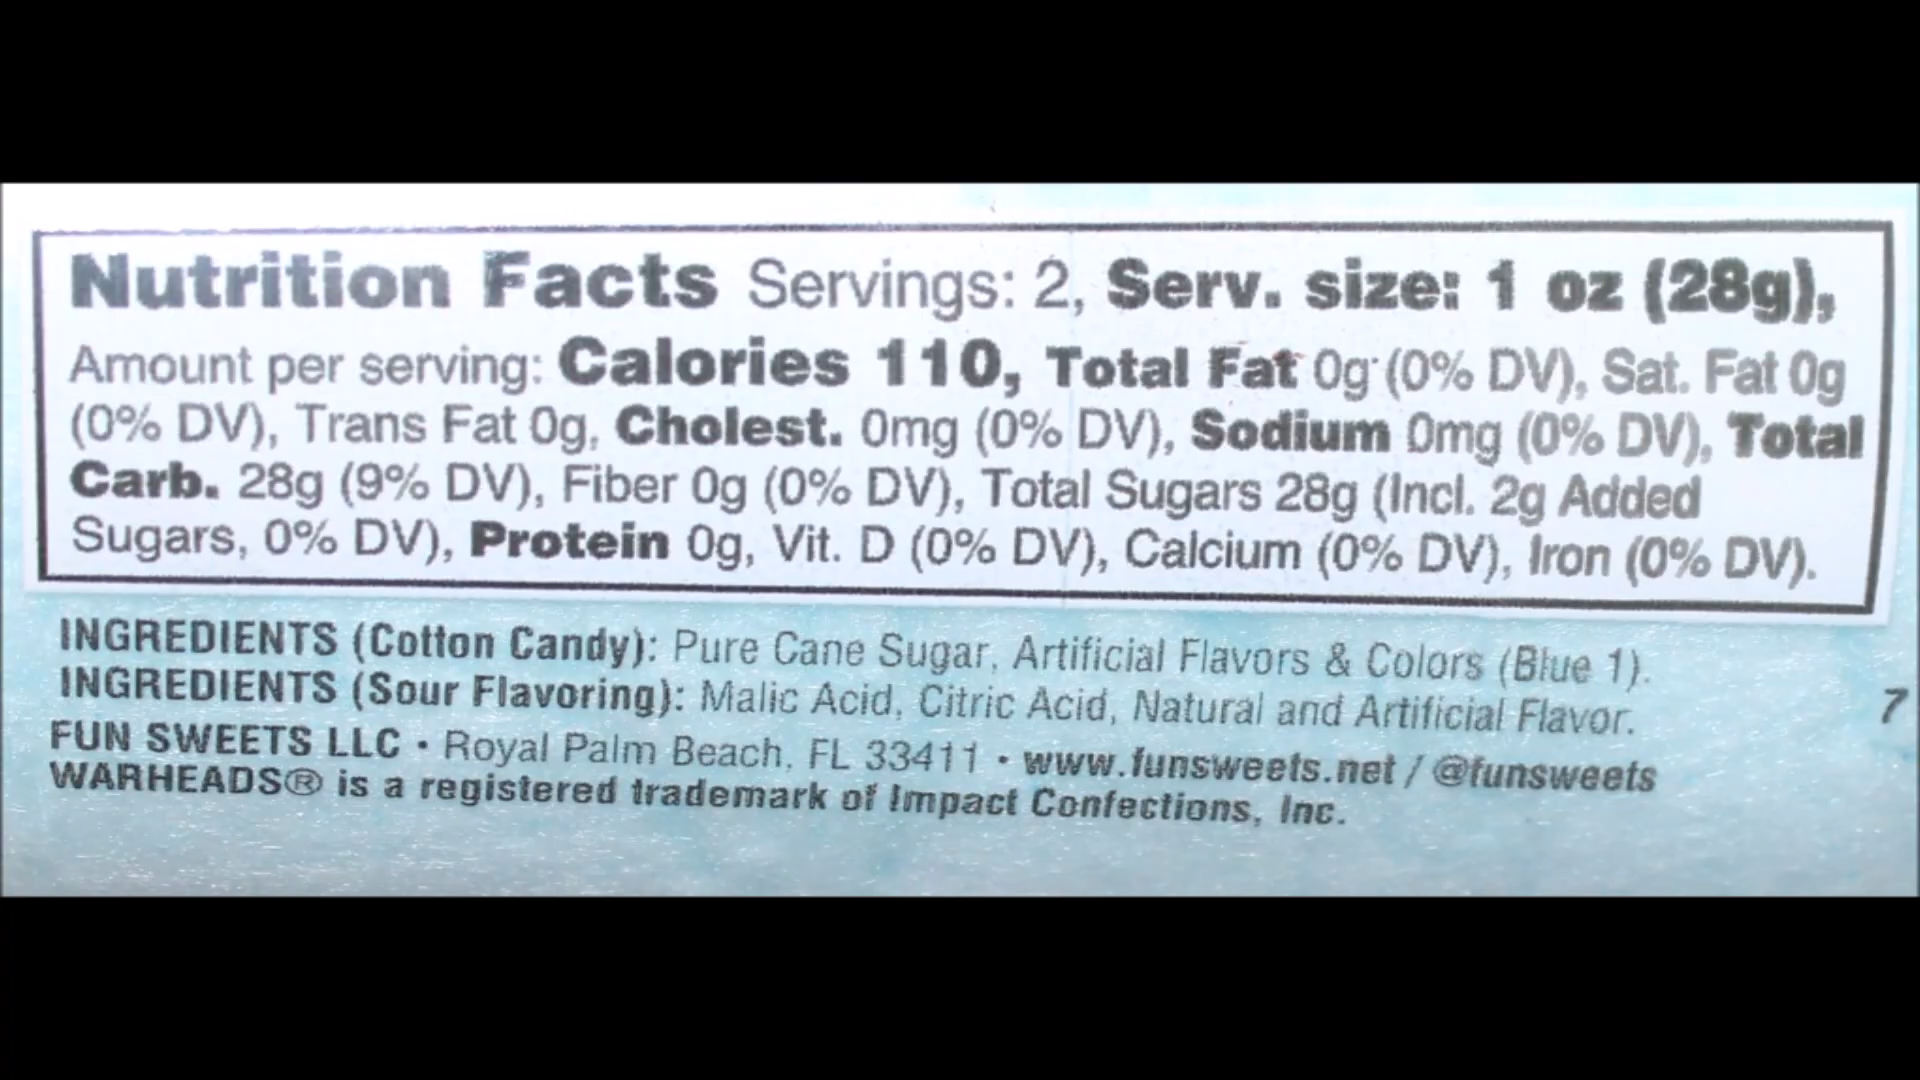 Nutrition Facts Servings: 2, Serv. size: 1 oz (28g),
Amount per serving: Calories 110, Total Fat 0g (0% DV), Sat. Fat 0g
(0% DV), Trans Fat 0g, Cholest. 0mg (0% DV), Sodium 0mg (0% DV), Total
Carb. 28g (9% DV), Fiber 0g (0% DV), Total Sugars 28g (Incl. 2g Added
Sugars, 0% DV), Protein 0g, Vit. D (0% DV), Calcium (0% DV), Iron (0% DV).
INGREDIENTS (Cotton Candy): Pure Cane Sugar, Artificial Flavors & Colors (Blue 1).
INGREDIENTS (Sour Flavoring): Malic Acid, Citric Acid, Natural and Artificial Flavor.
7
FUN SWEETS LLC • Royal Palm Beach, FL 33411 • www.funsweets.net / @funsweets
WARHEADS® is a registered trademark of Impact Confections, Inc.